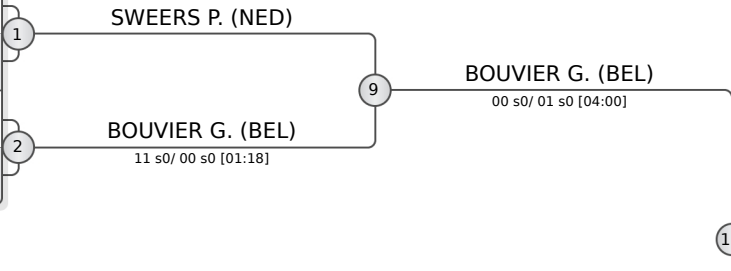 SWEERS P. (NED)
1
BOUVIER G. (BEL)
00 s0/ 01 s0 [04:00]
9
BOUVIER G. (BEL)
11 s0/ 00 s0 [01:18]
2